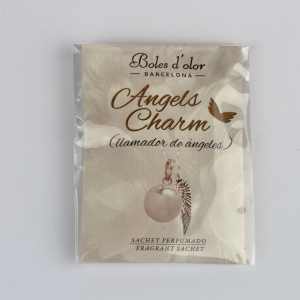 Boles d'olor
BARCELONA
Angels
Charm
(llamador de ángeles)
SACHET PERFUMADO
FRAGRANT SACHET